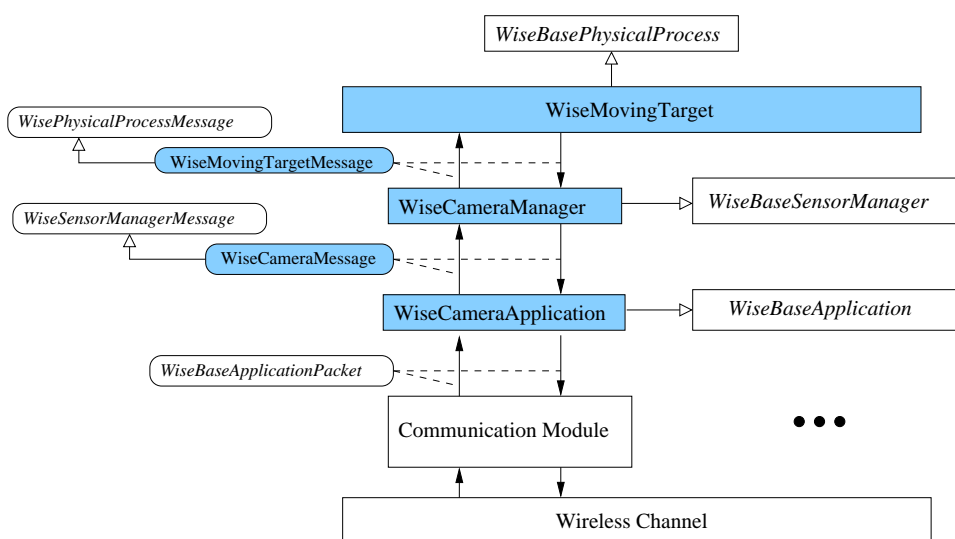 WiseBasePhysicalProcess
WiseMovingTarget
WisePhysicalProcessMessage
WiseMovingTargetMessage
WiseCameraManager
WiseBaseSensorManager
WiseSensorManagerMessage
WiseCameraMessage
WiseCameraApplication
WiseBaseApplication
WiseBaseApplicationPacket
Communication Module
Wireless Channel